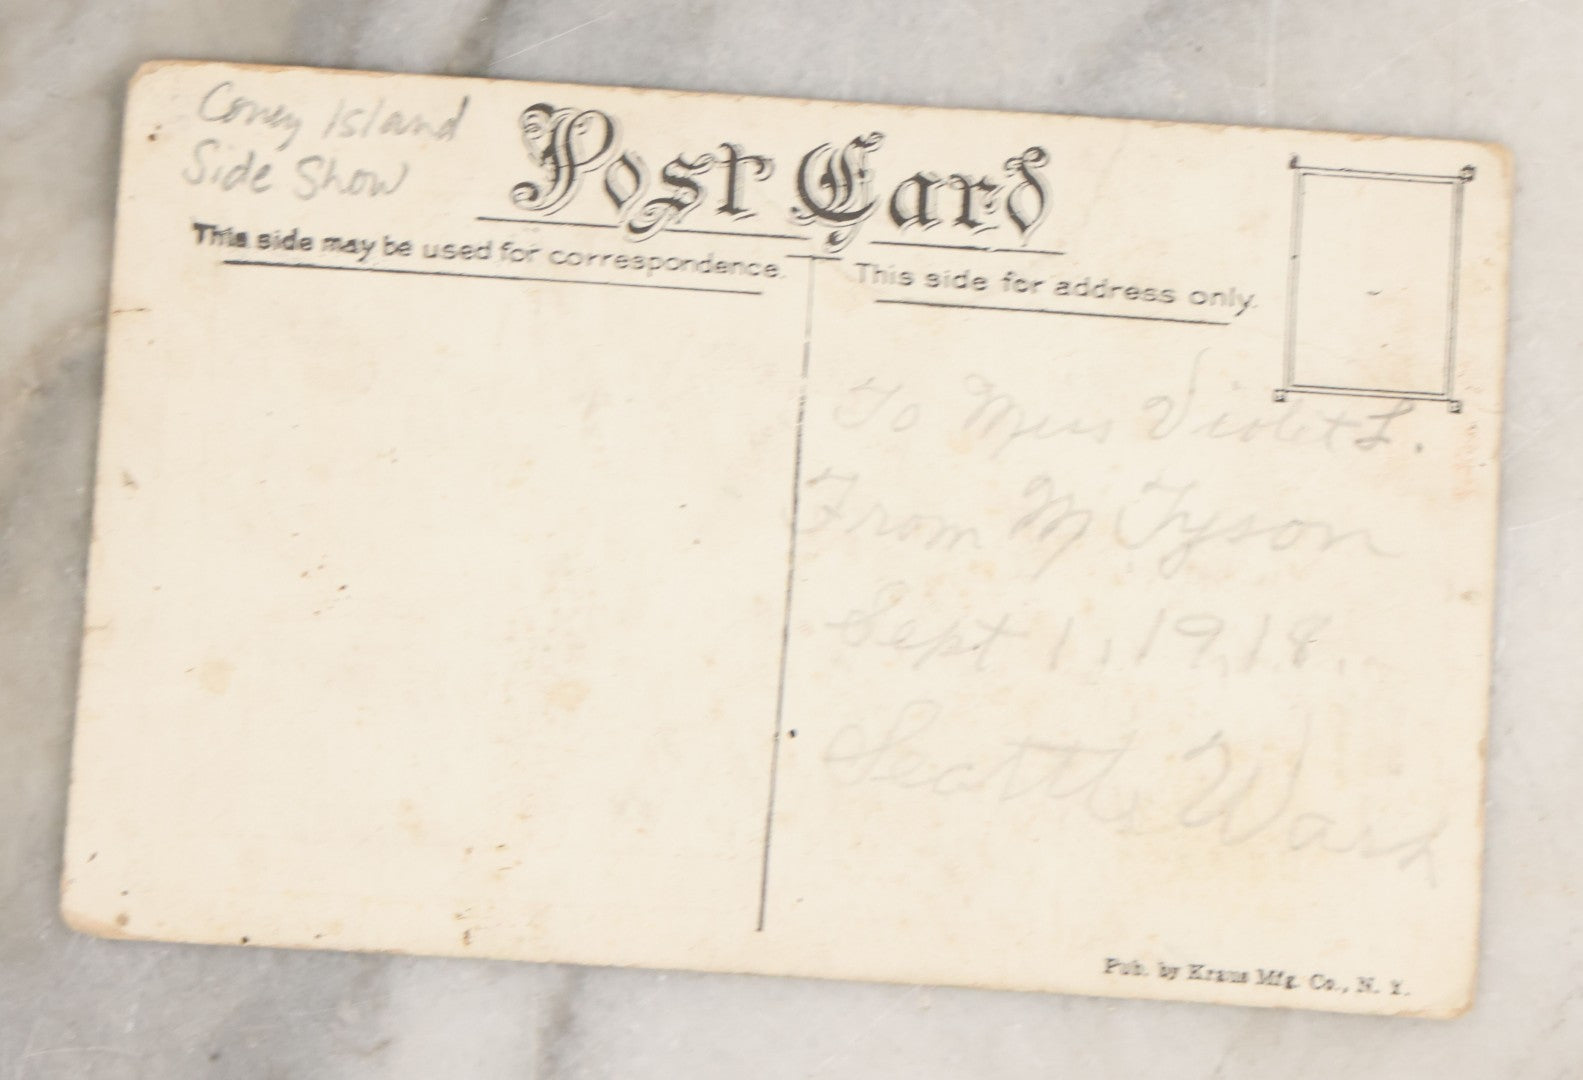 Coney Island
Side Show
Post Card
This side may be used for correspondence.
This side for address only.
To Miss Violet L.
From M Tyson
Sept 1, 1918.
Seattle Wash
Pub. by Kraus Mfg. Co., N. Y.